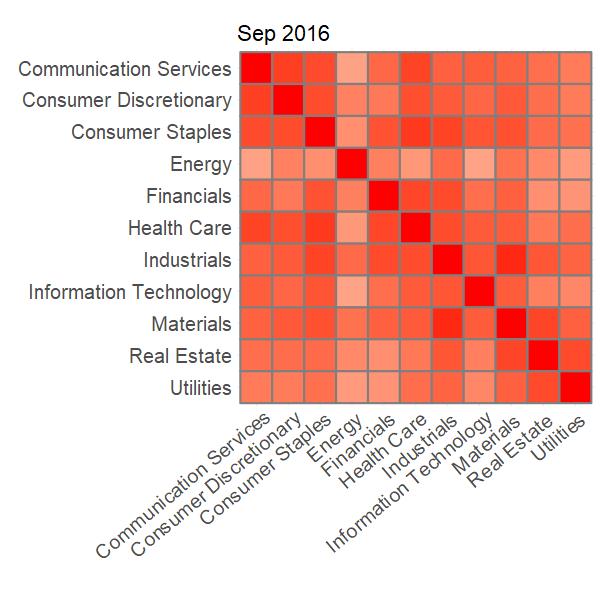 Sep 2016
Communication Services
Consumer Discretionary
Consumer Staples
Energy
Financials
Health Care
Industrials
Information Technology
Materials
Real Estate
Utilities
Communication Services
Consumer Discretionary
Consumer Staples
Energy
Financials
Health Care
Industrials
Information Technology
Materials
Real Estate
Utilities